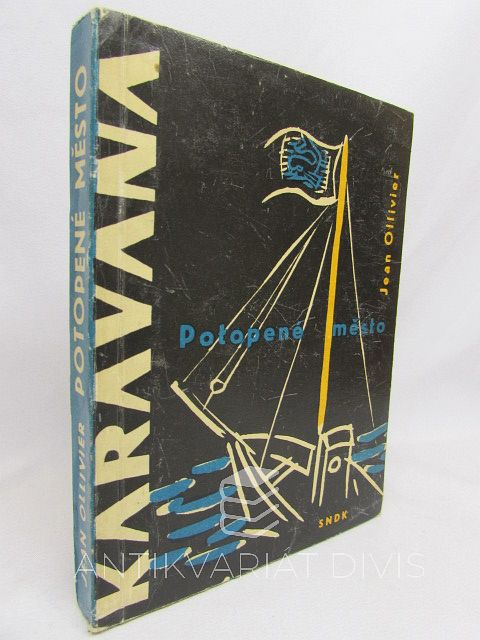 JEAN OLLIVIER POTOPENÉ MĚSTO
KARAVANA
Jean Ollivier
Potopené město
SNDK
ANTIKVARIÁT DIVIS